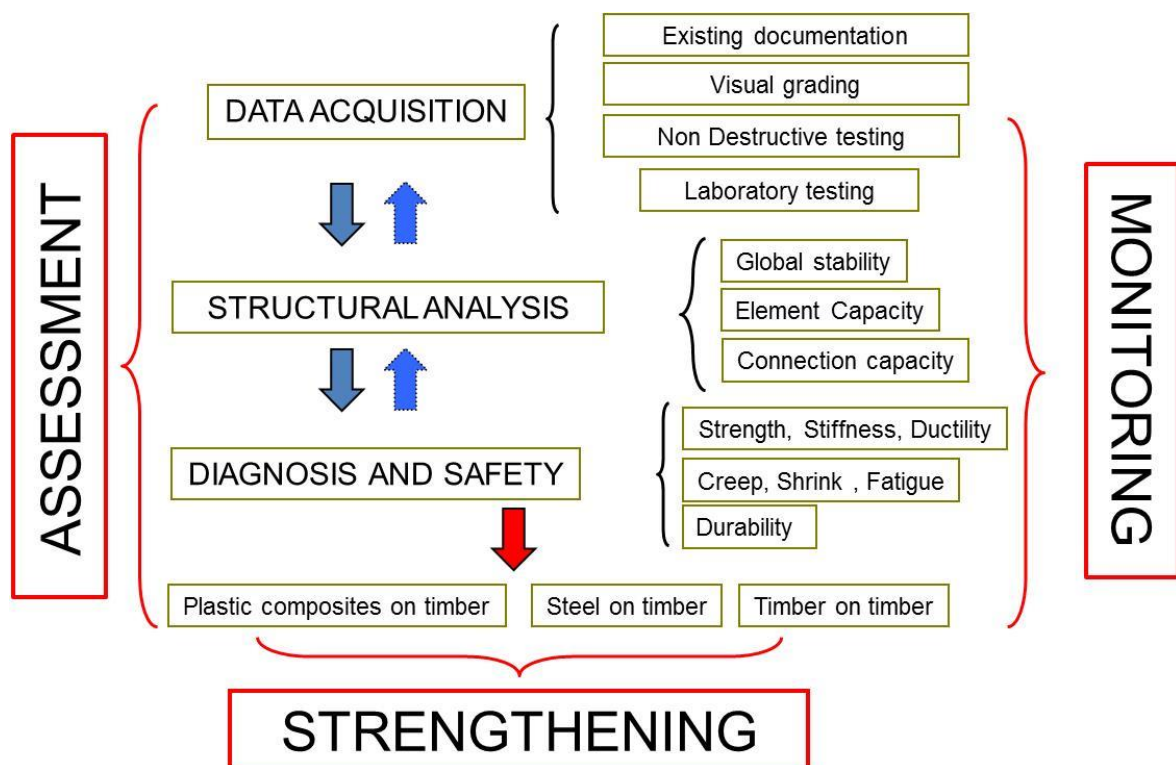 ASSESSMENT
DATA ACQUISITION
Existing documentation
Visual grading
Non Destructive testing
Laboratory testing
STRUCTURAL ANALYSIS
Global stability
Element Capacity
Connection capacity
DIAGNOSIS AND SAFETY
Strength, Stiffness, Ductility
Creep, Shrink , Fatigue
Durability
Plastic composites on timber
Steel on timber
Timber on timber
STRENGTHENING
MONITORING